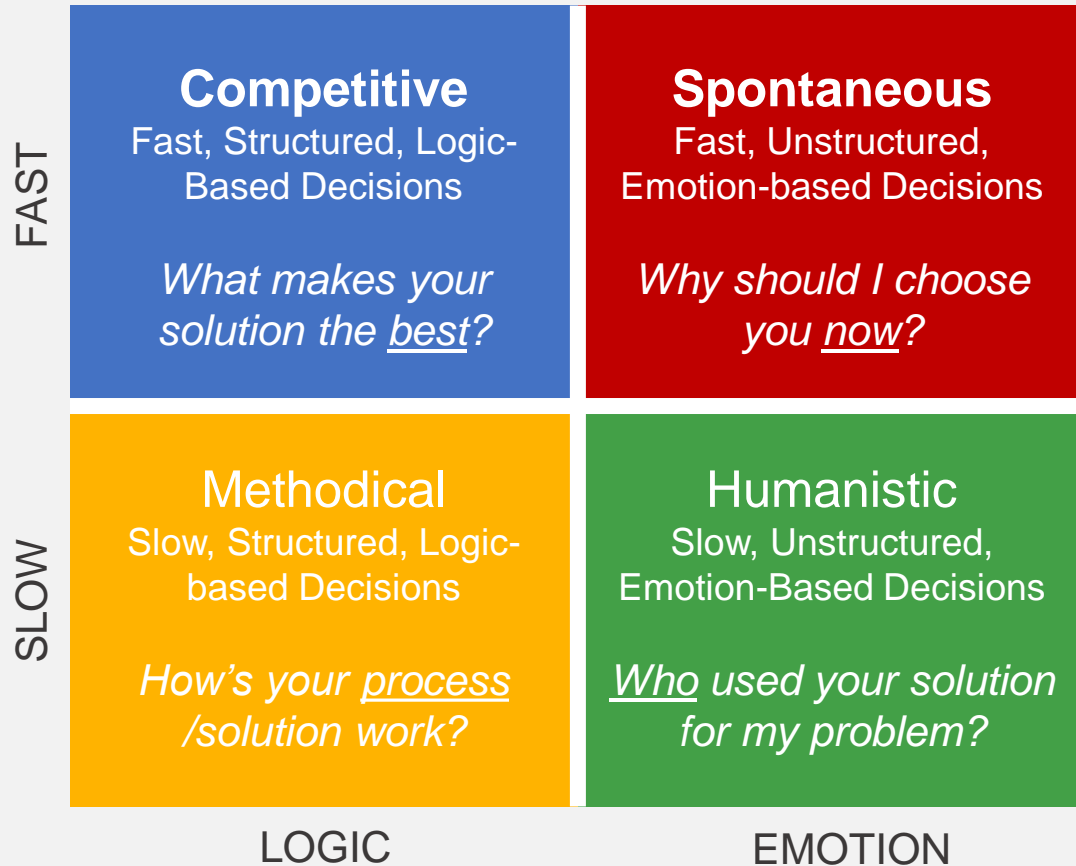 FAST
Competitive
Fast, Structured, Logic-
Based Decisions
What makes your
solution the best?
Spontaneous
Fast, Unstructured,
Emotion-based Decisions
Why should I choose
you now?
SLOW
Methodical
Slow, Structured, Logic-
based Decisions
How’s your process
/solution work?
Humanistic
Slow, Unstructured,
Emotion-Based Decisions
Who used your solution
for my problem?
LOGIC
EMOTION